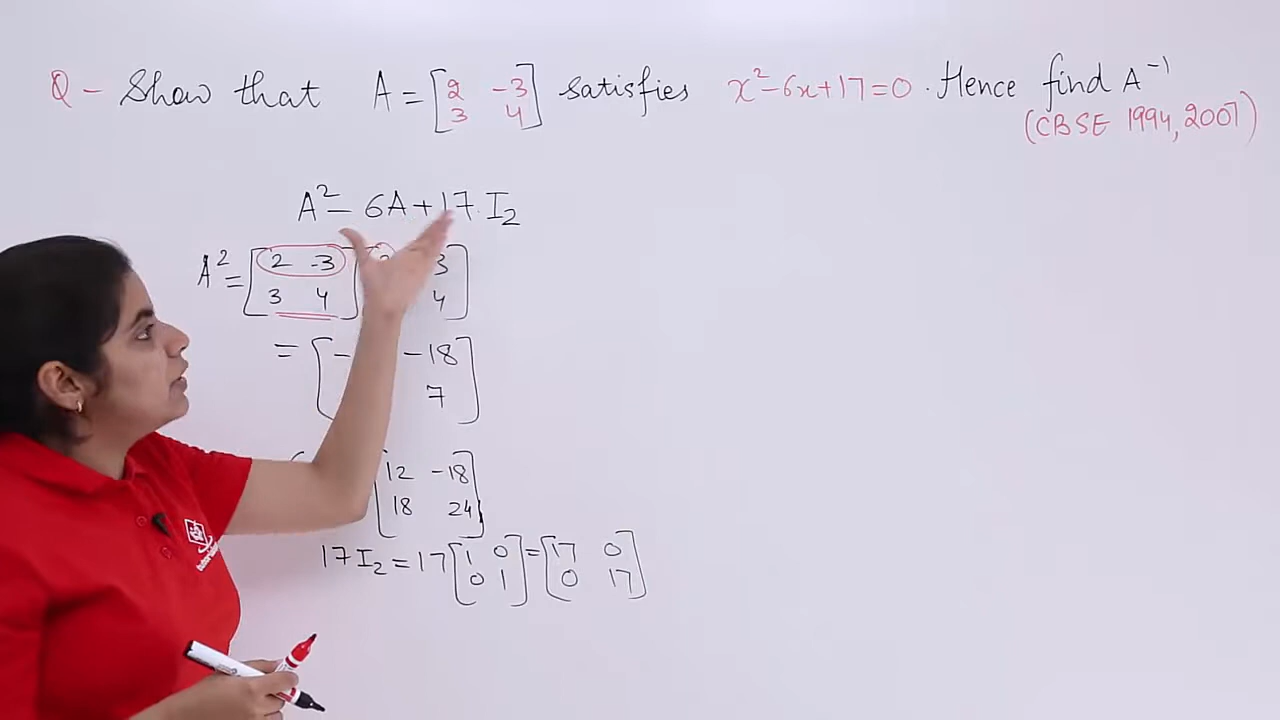 Q - Show that A = [2 -3] satisfies x²-6x+17=0. Hence find A⁻¹
[3 4]
(CBSE 1994, 2007)
A² - 6A + 17. I₂
A² = [2 -3] [ 3]
[3 4] [ 4]
= [- -18]
[ 7]
[12 -18]
[18 24]
17 I₂ = 17 [1 0] = [17 0]
[0 1] [0 17]